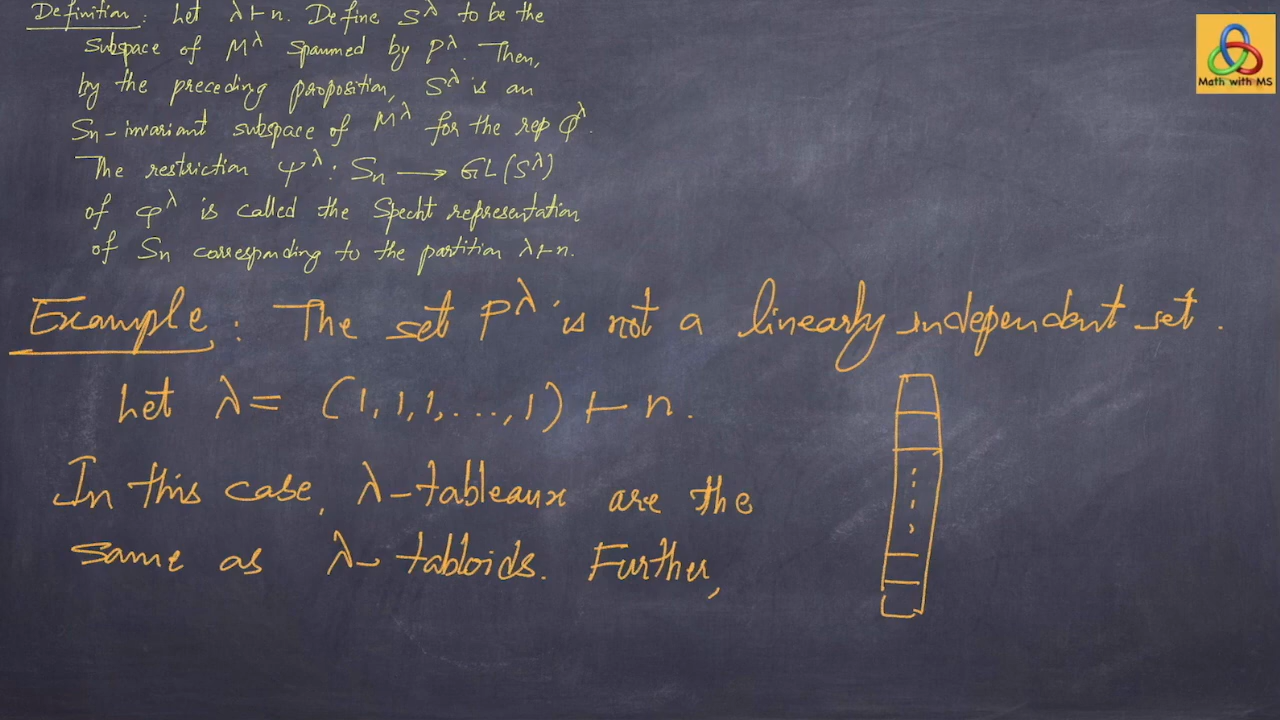 Definition: Let λ⊢n. Define S^λ to be the
subspace of M^λ spanned by P^λ. Then,
by the preceding proposition, S^λ is an
Sn-invariant subspace of M^λ for the rep φ^λ.
The restriction ψ^λ: Sn ⟶ GL(S^λ)
of φ^λ is called the Specht representation
of Sn corresponding to the partition λ⊢n.
Example: The set P^λ is not a linearly independent set.
Let λ = (1,1,1,...,1) ⊢ n.
In this case, λ-tableaux are the
same as λ-tabloids. Further,
Math with MS